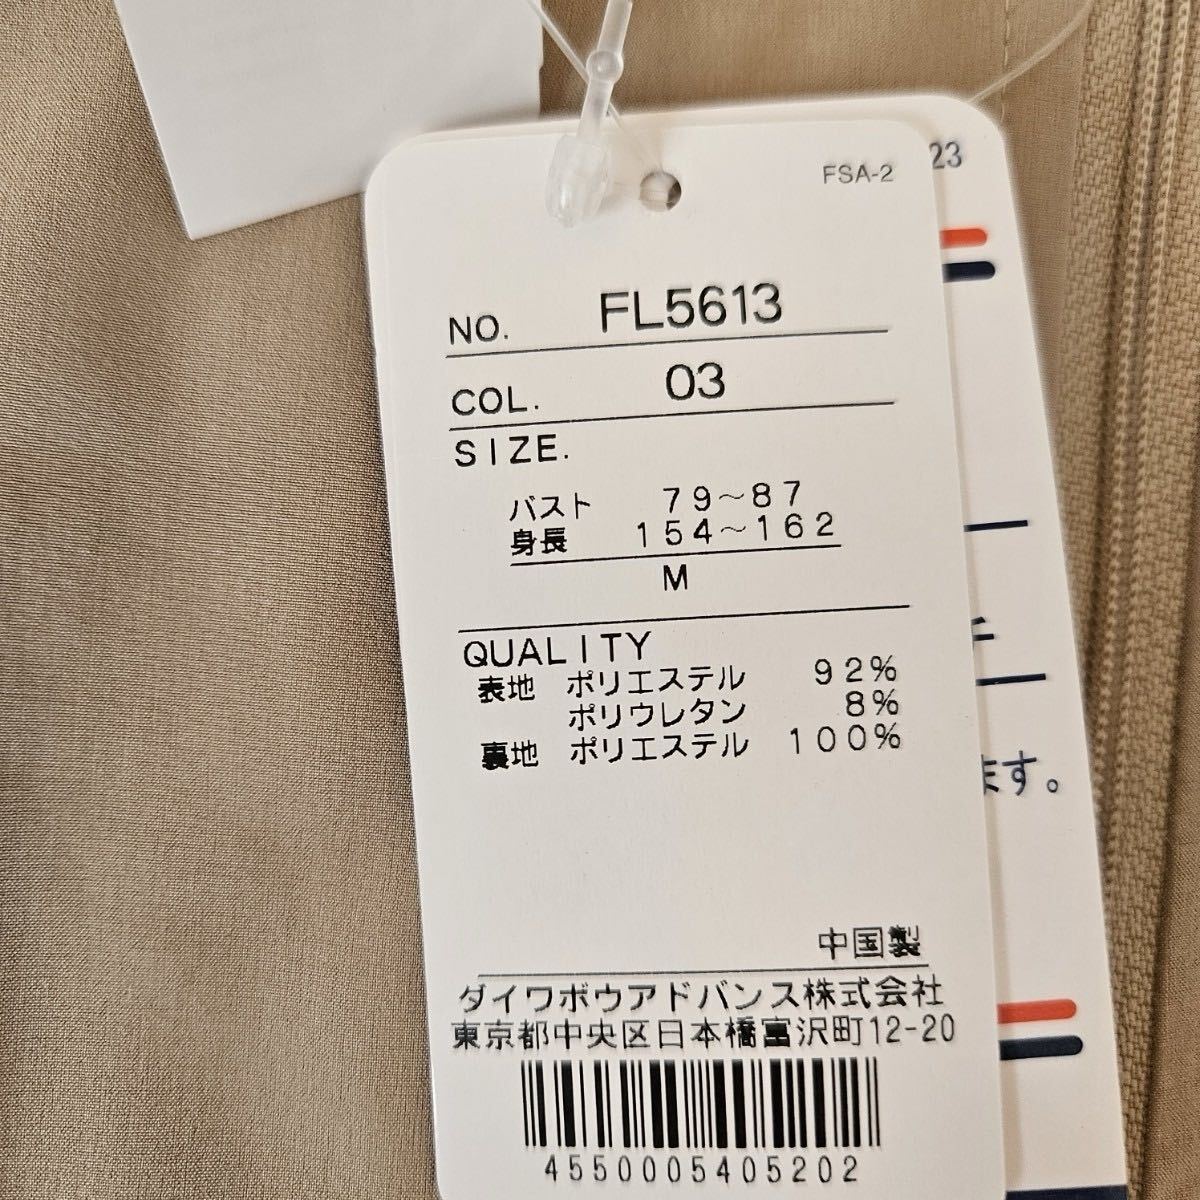 FSA-2
23
NO. FL5613
COL. 03
SIZE.
バスト 79～87
身長 154～162
M
QUALITY
表地 ポリエステル 92%
ポリウレタン 8%
裏地 ポリエステル 100%
ます。
中国製
ダイワボウアドバンス株式会社
東京都中央区日本橋富沢町12-20
4550005405202